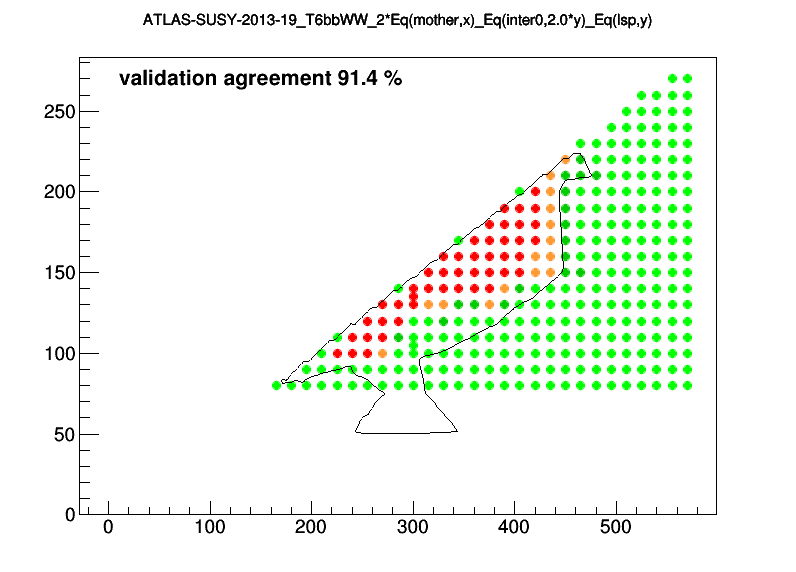 ATLAS-SUSY-2013-19_T6bbWW_2*Eq(mother,x)_Eq(inter0,2.0*y)_Eq(lsp,y)
validation agreement 91.4 %
250
200
150
100
50
0
0 100 200 300 400 500